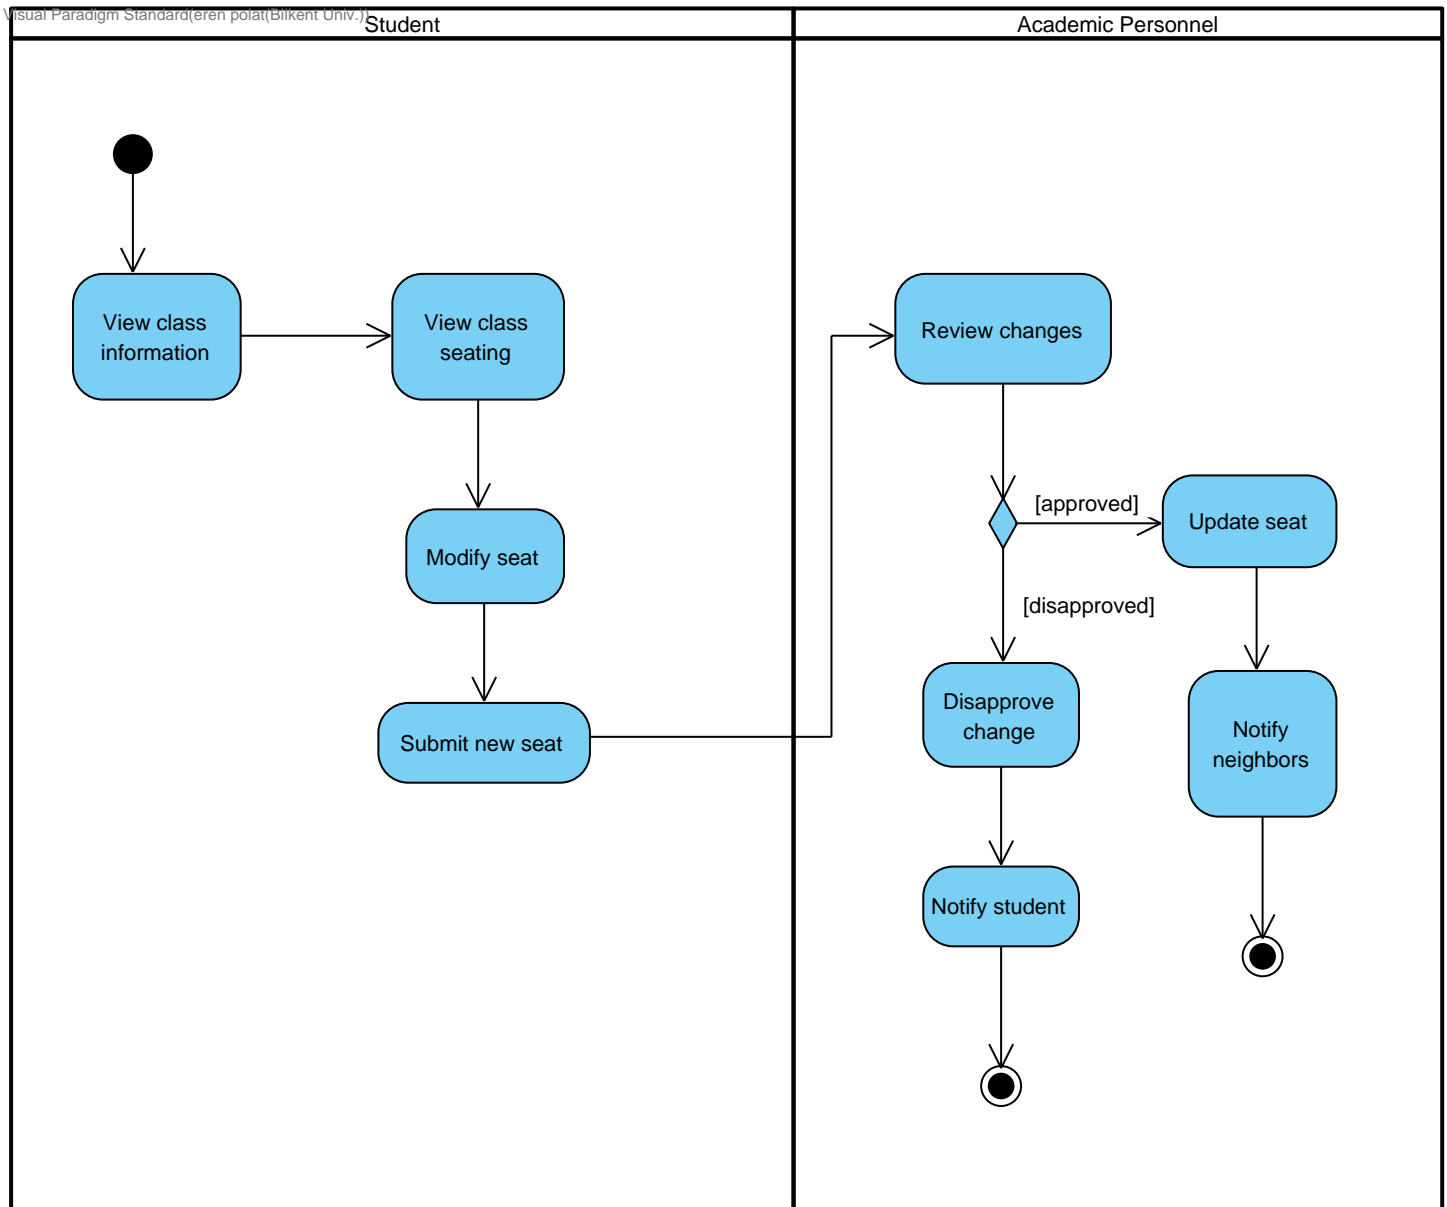 Visual Paradigm Standard(eren polat(Bilkent Univ.))
Student
Academic Personnel
View class
information
View class
seating
Modify seat
Submit new seat
Review changes
[approved]
Update seat
[disapproved]
Disapprove
change
Notify
neighbors
Notify student